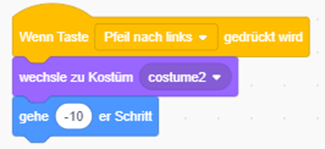 Wenn Taste Pfeil nach links gedrückt wird
wechsle zu Kostüm costume2
gehe -10 er Schritt